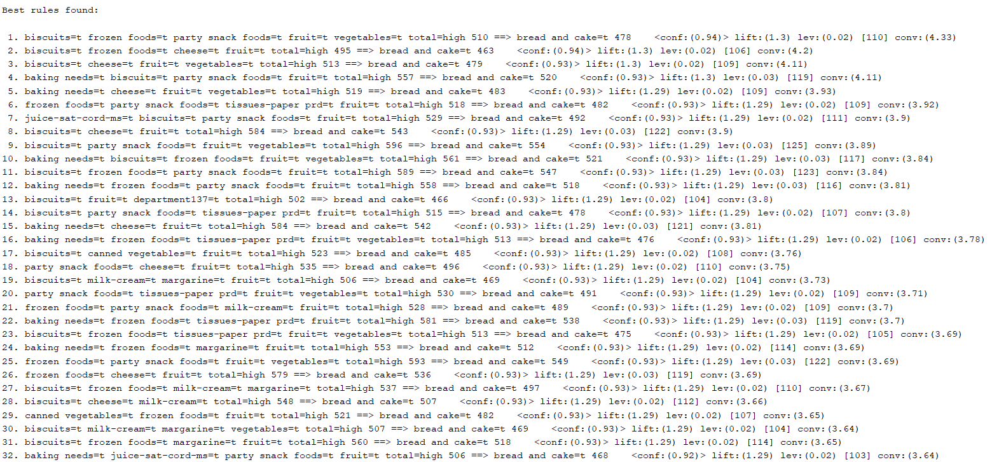 Best rules found:
1. biscuits=t frozen foods=t party snack foods=t fruit=t vegetables=t total=high 510 ==> bread and cake=t 478 <conf:(0.94)> lift:(1.3) lev:(0.02) [110] conv:(4.33)
2. biscuits=t frozen foods=t cheese=t fruit=t total=high 495 ==> bread and cake=t 463 <conf:(0.94)> lift:(1.3) lev:(0.02) [106] conv:(4.2)
3. biscuits=t cheese=t fruit=t vegetables=t total=high 513 ==> bread and cake=t 479 <conf:(0.93)> lift:(1.3) lev:(0.02) [109] conv:(4.11)
4. baking needs=t biscuits=t party snack foods=t fruit=t total=high 557 ==> bread and cake=t 520 <conf:(0.93)> lift:(1.3) lev:(0.03) [119] conv:(4.11)
5. baking needs=t cheese=t fruit=t vegetables=t total=high 519 ==> bread and cake=t 483 <conf:(0.93)> lift:(1.29) lev:(0.02) [109] conv:(3.93)
6. frozen foods=t party snack foods=t tissues-paper prd=t fruit=t total=high 518 ==> bread and cake=t 482 <conf:(0.93)> lift:(1.29) lev:(0.02) [109] conv:(3.92)
7. juice-sat-cord-ms=t biscuits=t party snack foods=t fruit=t total=high 529 ==> bread and cake=t 492 <conf:(0.93)> lift:(1.29) lev:(0.02) [111] conv:(3.9)
8. biscuits=t cheese=t fruit=t total=high 584 ==> bread and cake=t 543 <conf:(0.93)> lift:(1.29) lev:(0.03) [122] conv:(3.9)
9. biscuits=t party snack foods=t fruit=t vegetables=t total=high 596 ==> bread and cake=t 554 <conf:(0.93)> lift:(1.29) lev:(0.03) [125] conv:(3.89)
10. baking needs=t biscuits=t frozen foods=t fruit=t vegetables=t total=high 561 ==> bread and cake=t 521 <conf:(0.93)> lift:(1.29) lev:(0.03) [117] conv:(3.84)
11. biscuits=t frozen foods=t party snack foods=t fruit=t total=high 589 ==> bread and cake=t 547 <conf:(0.93)> lift:(1.29) lev:(0.03) [123] conv:(3.84)
12. baking needs=t frozen foods=t party snack foods=t fruit=t total=high 558 ==> bread and cake=t 518 <conf:(0.93)> lift:(1.29) lev:(0.03) [116] conv:(3.81)
13. biscuits=t fruit=t department137=t total=high 502 ==> bread and cake=t 466 <conf:(0.93)> lift:(1.29) lev:(0.02) [104] conv:(3.8)
14. biscuits=t party snack foods=t tissues-paper prd=t fruit=t total=high 515 ==> bread and cake=t 478 <conf:(0.93)> lift:(1.29) lev:(0.02) [107] conv:(3.8)
15. baking needs=t cheese=t fruit=t total=high 584 ==> bread and cake=t 542 <conf:(0.93)> lift:(1.29) lev:(0.03) [121] conv:(3.81)
16. baking needs=t frozen foods=t tissues-paper prd=t fruit=t vegetables=t total=high 513 ==> bread and cake=t 476 <conf:(0.93)> lift:(1.29) lev:(0.02) [106] conv:(3.78)
17. biscuits=t canned vegetables=t fruit=t total=high 523 ==> bread and cake=t 485 <conf:(0.93)> lift:(1.29) lev:(0.02) [108] conv:(3.76)
18. party snack foods=t cheese=t fruit=t total=high 535 ==> bread and cake=t 496 <conf:(0.93)> lift:(1.29) lev:(0.02) [110] conv:(3.75)
19. biscuits=t milk-cream=t margarine=t fruit=t total=high 506 ==> bread and cake=t 469 <conf:(0.93)> lift:(1.29) lev:(0.02) [104] conv:(3.73)
20. party snack foods=t tissues-paper prd=t fruit=t vegetables=t total=high 530 ==> bread and cake=t 491 <conf:(0.93)> lift:(1.29) lev:(0.02) [109] conv:(3.71)
21. frozen foods=t party snack foods=t milk-cream=t fruit=t total=high 528 ==> bread and cake=t 489 <conf:(0.93)> lift:(1.29) lev:(0.02) [109] conv:(3.7)
22. baking needs=t frozen foods=t tissues-paper prd=t fruit=t total=high 581 ==> bread and cake=t 538 <conf:(0.93)> lift:(1.29) lev:(0.03) [119] conv:(3.7)
23. biscuits=t frozen foods=t tissues-paper prd=t fruit=t vegetables=t total=high 513 ==> bread and cake=t 475 <conf:(0.93)> lift:(1.29) lev:(0.02) [105] conv:(3.69)
24. baking needs=t frozen foods=t margarine=t fruit=t total=high 553 ==> bread and cake=t 512 <conf:(0.93)> lift:(1.29) lev:(0.02) [114] conv:(3.69)
25. frozen foods=t party snack foods=t fruit=t vegetables=t total=high 593 ==> bread and cake=t 549 <conf:(0.93)> lift:(1.29) lev:(0.03) [122] conv:(3.69)
26. frozen foods=t cheese=t fruit=t total=high 579 ==> bread and cake=t 536 <conf:(0.93)> lift:(1.29) lev:(0.03) [119] conv:(3.69)
27. biscuits=t frozen foods=t milk-cream=t margarine=t total=high 537 ==> bread and cake=t 497 <conf:(0.93)> lift:(1.29) lev:(0.02) [110] conv:(3.67)
28. biscuits=t cheese=t milk-cream=t total=high 548 ==> bread and cake=t 507 <conf:(0.93)> lift:(1.29) lev:(0.02) [112] conv:(3.66)
29. canned vegetables=t frozen foods=t fruit=t total=high 521 ==> bread and cake=t 482 <conf:(0.93)> lift:(1.29) lev:(0.02) [107] conv:(3.65)
30. biscuits=t milk-cream=t margarine=t vegetables=t total=high 507 ==> bread and cake=t 469 <conf:(0.93)> lift:(1.29) lev:(0.02) [104] conv:(3.64)
31. biscuits=t frozen foods=t margarine=t fruit=t total=high 560 ==> bread and cake=t 518 <conf:(0.93)> lift:(1.29) lev:(0.02) [114] conv:(3.65)
32. baking needs=t juice-sat-cord-ms=t party snack foods=t fruit=t total=high 506 ==> bread and cake=t 468 <conf:(0.92)> lift:(1.29) lev:(0.02) [103] conv:(3.64)